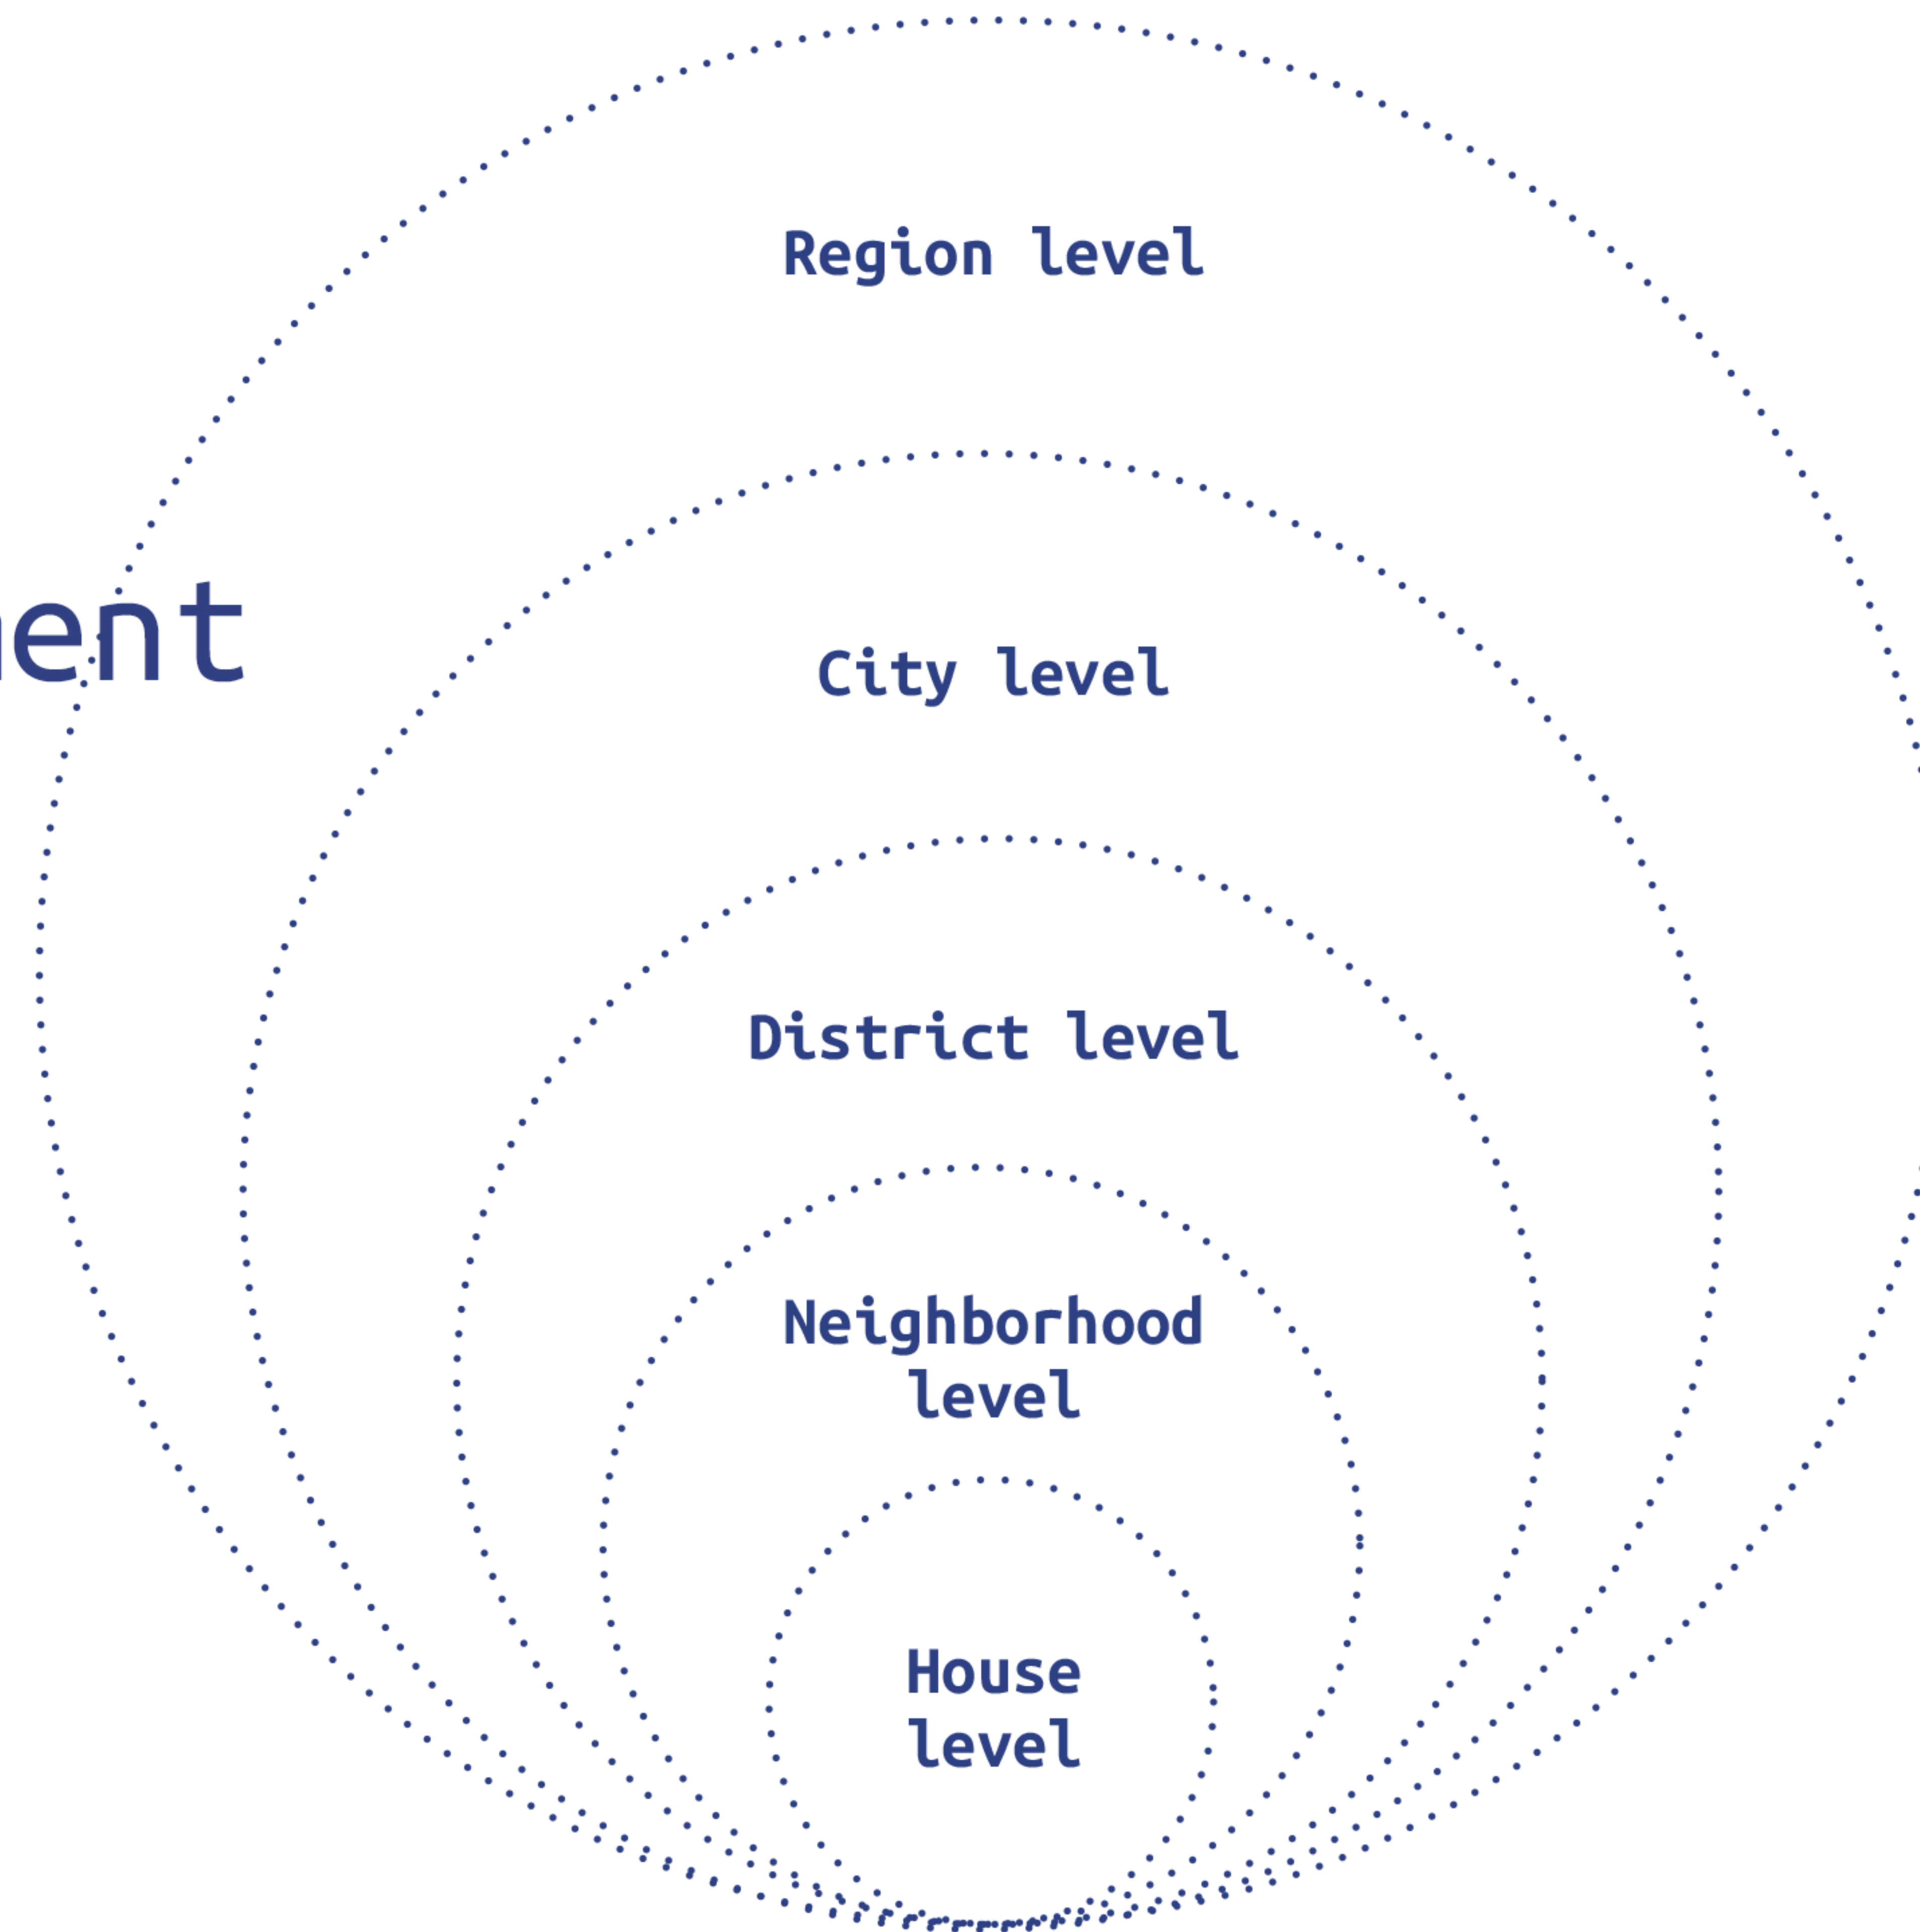 Region level
ent
City level
District level
Neighborhood
level
House
level